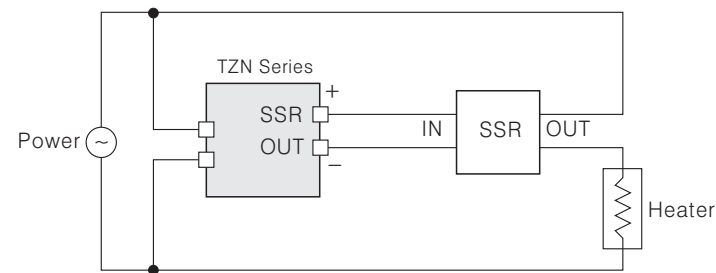 TZN Series
+
SSR
OUT
−
Power
~
IN
SSR
OUT
Heater